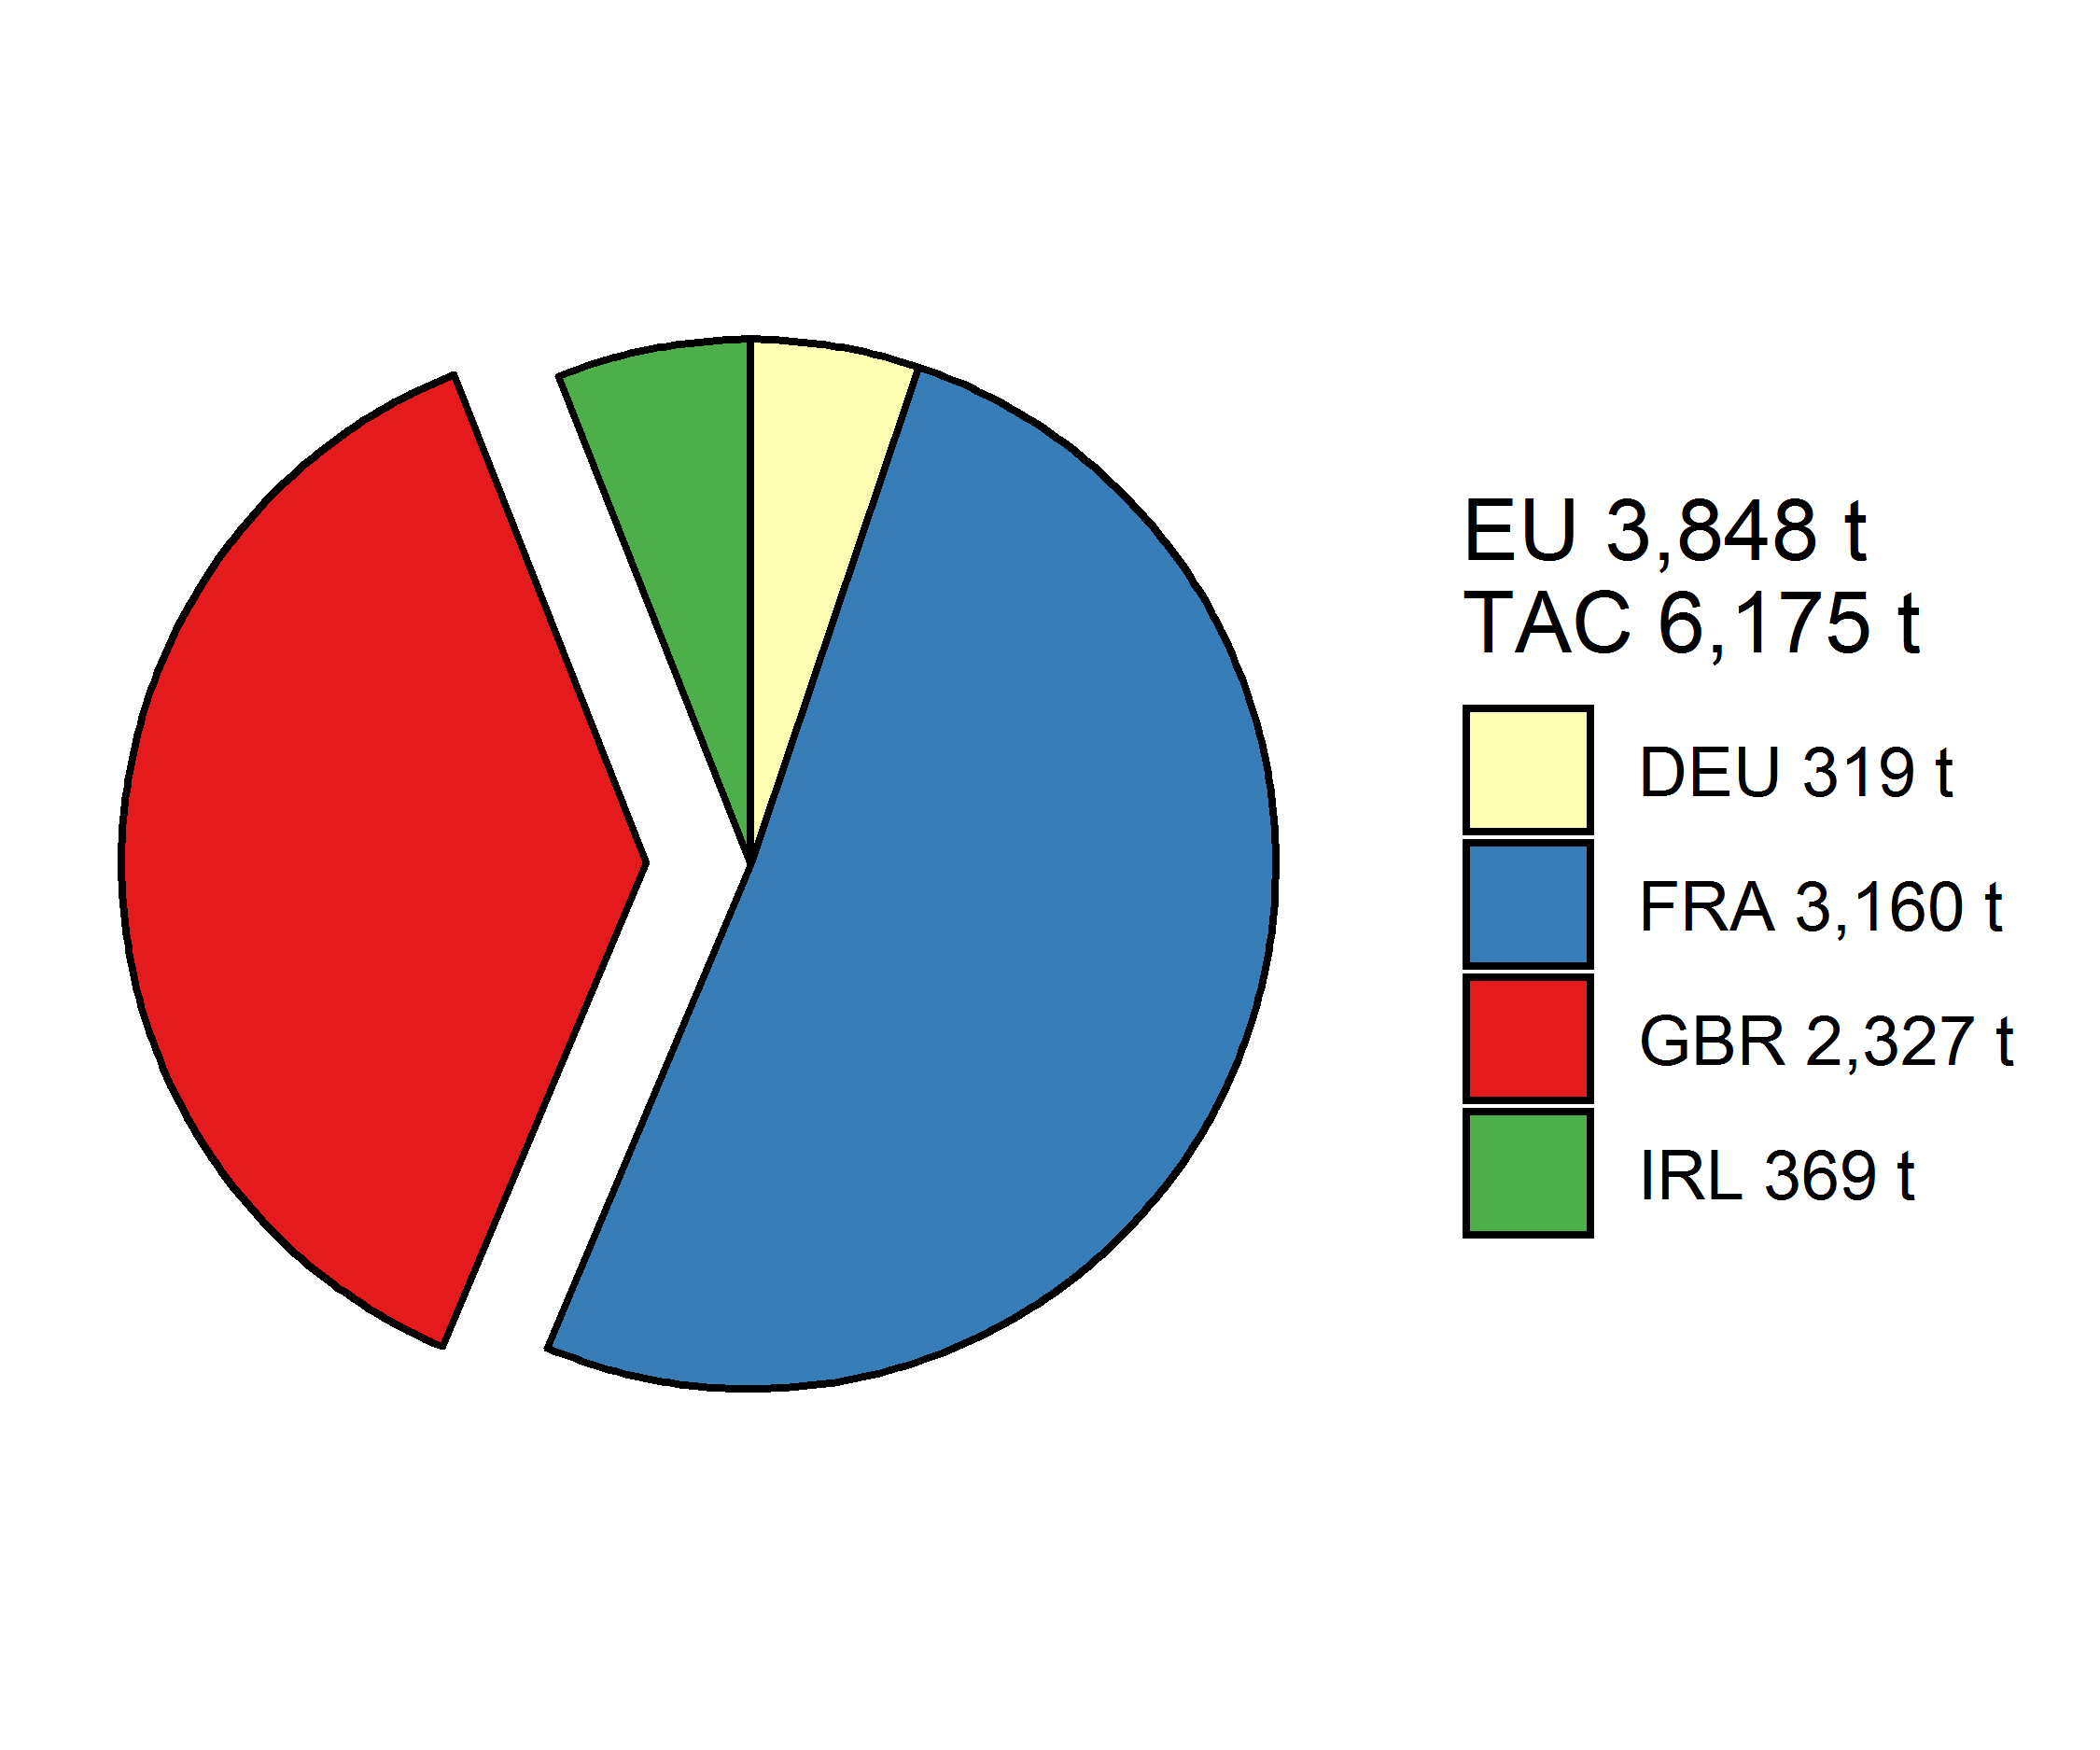 EU 3,848 t
TAC 6,175 t
DEU 319 t
FRA 3,160 t
GBR 2,327 t
IRL 369 t